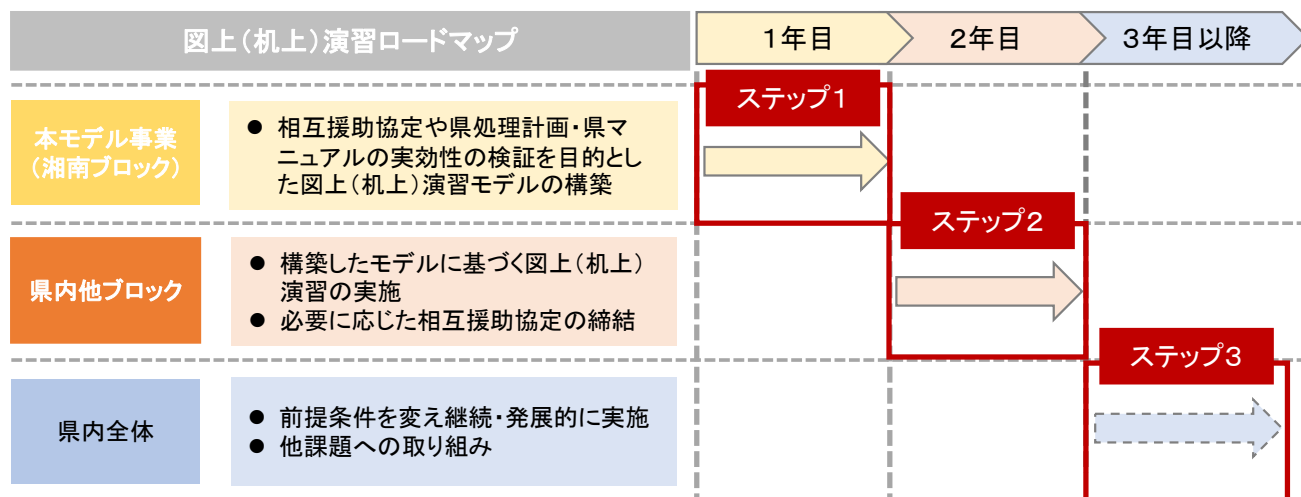 図上(机上)演習ロードマップ
1年目
2年目
3年目以降
ステップ1
本モデル事業
(湘南ブロック)
● 相互援助協定や県処理計画・県マ
ニュアルの実効性の検証を目的とし
た図上(机上)演習モデルの構築
ステップ2
県内他ブロック
● 構築したモデルに基づく図上(机上)
演習の実施
● 必要に応じた相互援助協定の締結
ステップ3
県内全体
● 前提条件を変え継続・発展的に実施
● 他課題への取り組み